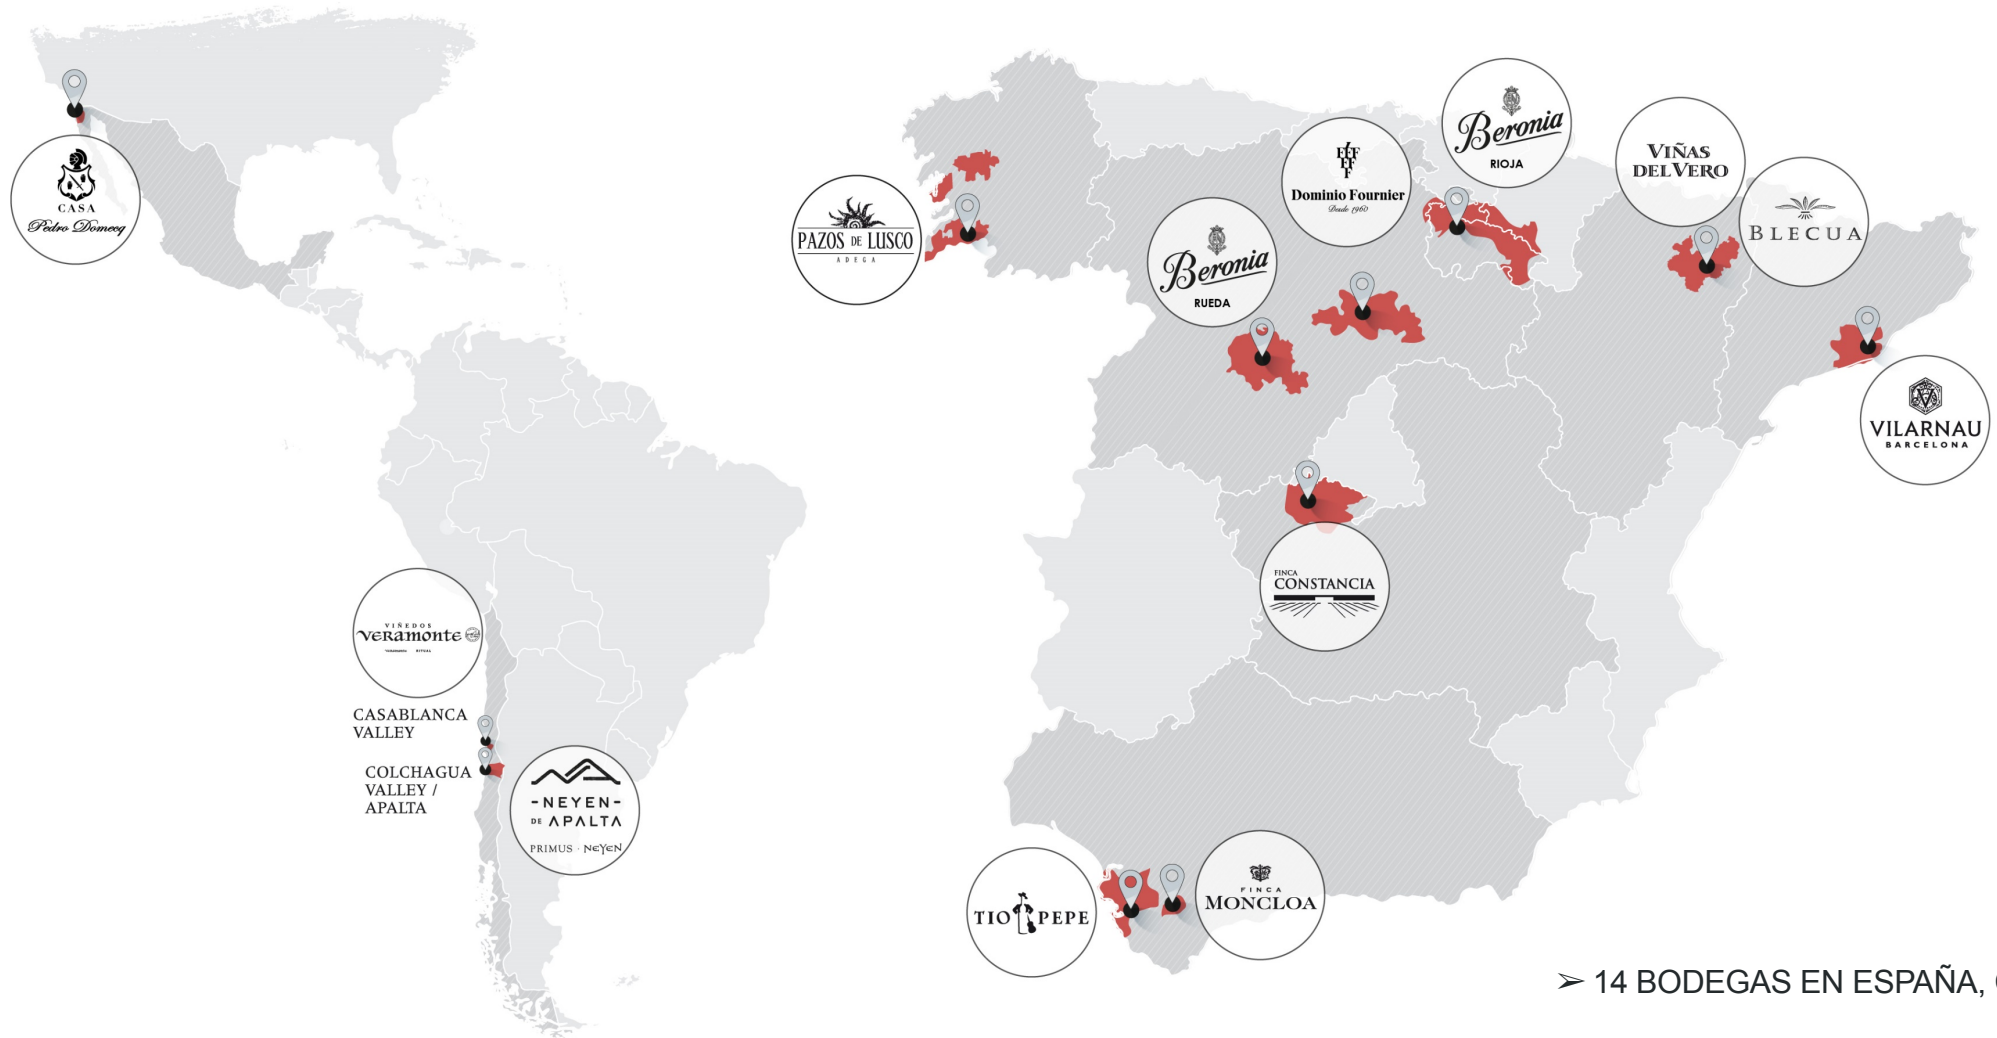 CASA
Pedro Domecq
PAZOS DE LUSCO
ADEGA
Beronia
RUEDA
Dominio Fournier
Desde 1960
Beronia
RIOJA
VIÑAS
DEL VERO
BLECUA
VILARNAU
BARCELONA
FINCA
CONSTANCIA
VIÑEDOS
VERAMONTE
RITUAL
CASABLANCA
VALLEY
COLCHAGUA
VALLEY /
APALTA
-NEYEN-
DE APALTA
PRIMUS · NEYEN
TIO PEPE
FINCA
MONCLOA
➢ 14 BODEGAS EN ESPAÑA,